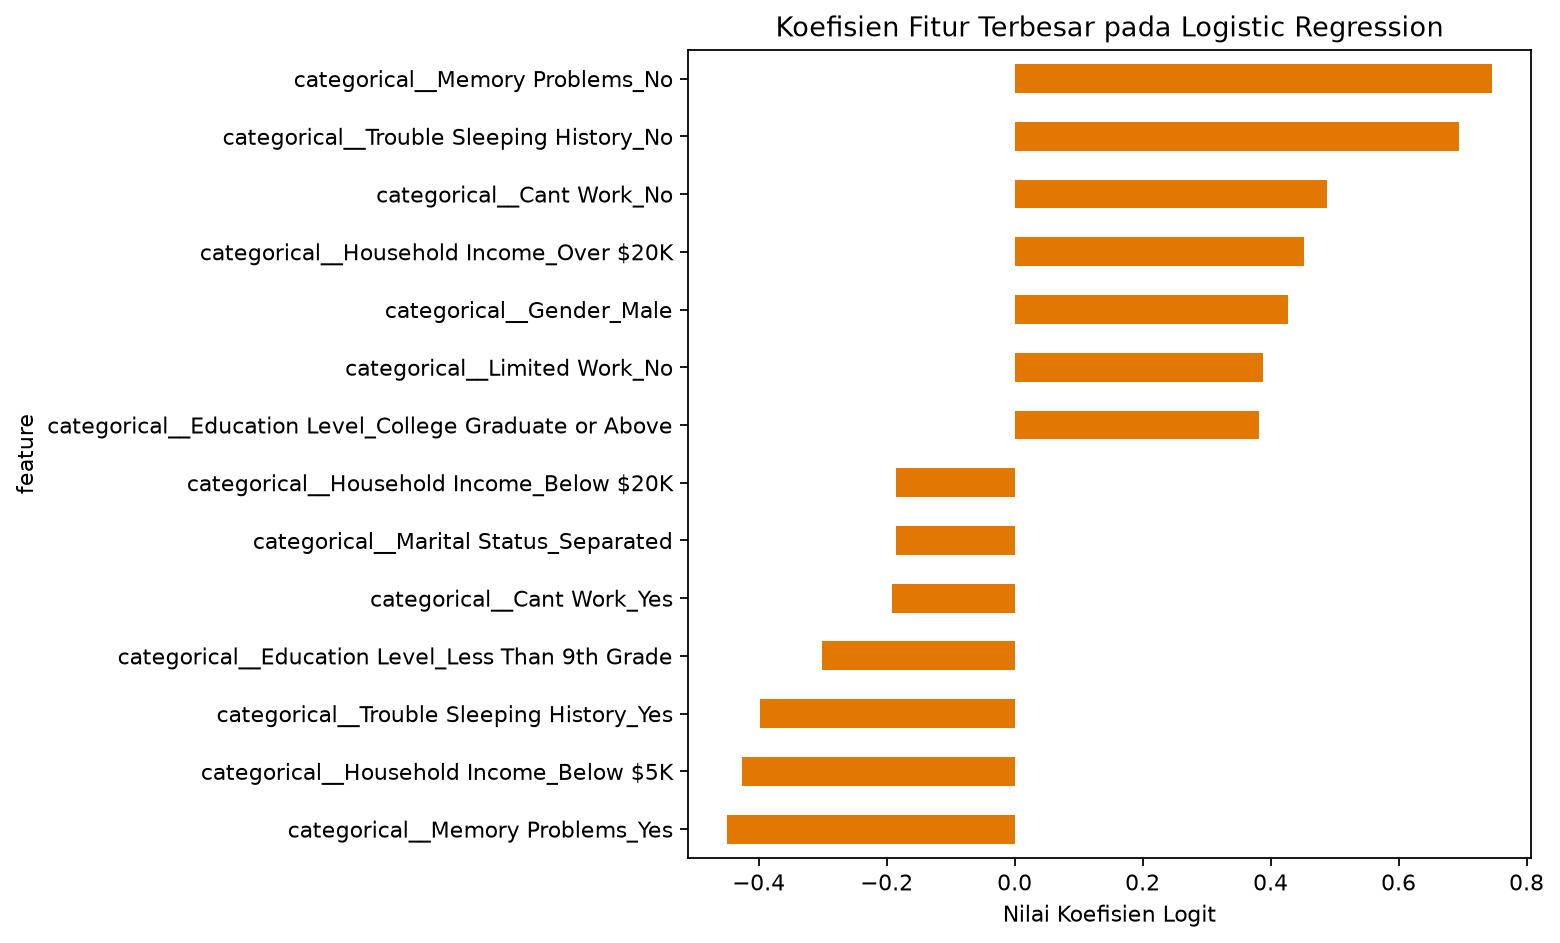 Koefisien Fitur Terbesar pada Logistic Regression
categorical__Memory Problems_No
categorical__Trouble Sleeping History_No
categorical__Cant Work_No
categorical__Household Income_Over $20K
categorical__Gender_Male
categorical__Limited Work_No
categorical__Education Level_College Graduate or Above
categorical__Household Income_Below $20K
categorical__Marital Status_Separated
categorical__Cant Work_Yes
categorical__Education Level_Less Than 9th Grade
categorical__Trouble Sleeping History_Yes
categorical__Household Income_Below $5K
categorical__Memory Problems_Yes
feature
−0.4 −0.2 0.0 0.2 0.4 0.6 0.8
Nilai Koefisien Logit